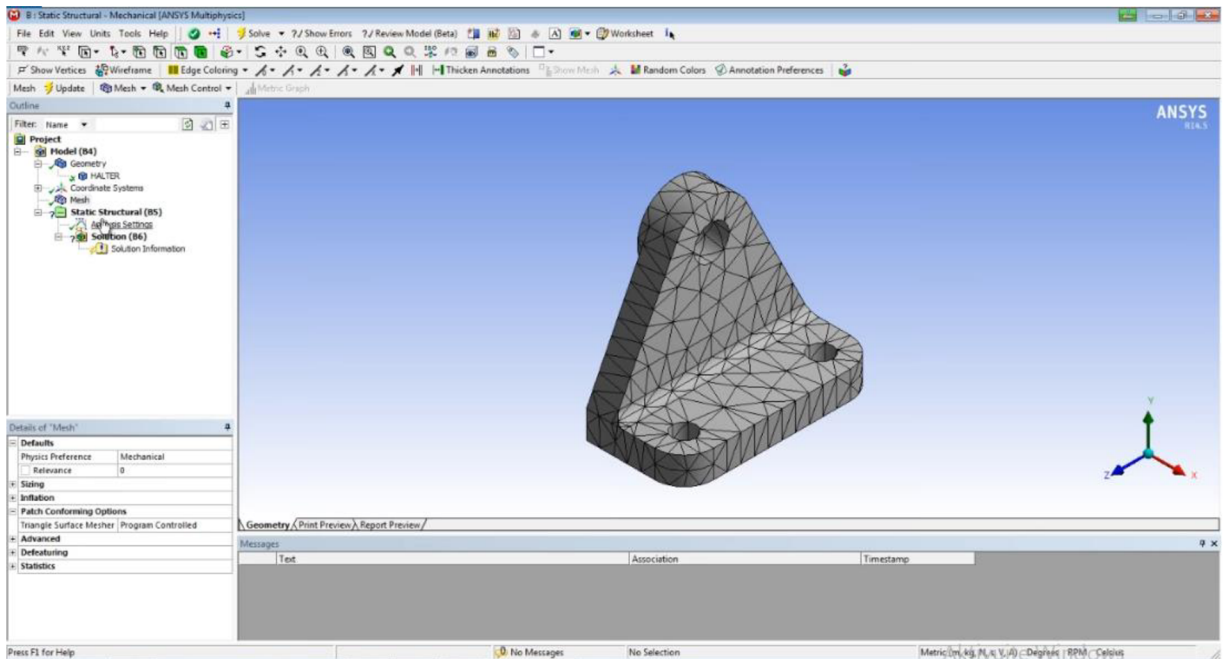 B : Static Structural - Mechanical [ANSYS Multiphysics]
File Edit View Units Tools Help Solve ?/ Show Errors ?/ Review Model (Beta) A Worksheet
Show Vertices Wireframe Edge Coloring Thicken Annotations Show Mesh Random Colors Annotation Preferences
Mesh Update Mesh Mesh Control Metric Graph
Outline
Filter: Name
Project
Model (B4)
Geometry
HALTER
Coordinate Systems
Mesh
Static Structural (B5)
Analysis Settings
Solution (B6)
Solution Information
ANSYS
R14.5
Y
Z
X
Details of "Mesh"
Defaults
Physics Preference Mechanical
Relevance 0
Sizing
Inflation
Patch Conforming Options
Triangle Surface Mesher Program Controlled
Advanced
Defeaturing
Statistics
Geometry Print Preview Report Preview
Messages
Text Association Timestamp
Press F1 for Help No Messages No Selection Metric (m, kg, N, s, V, A) Degrees RPM Celsius